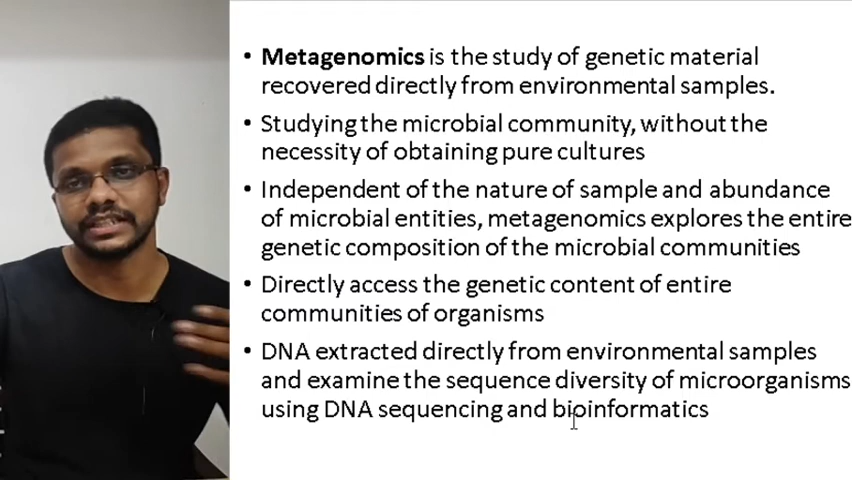 • Metagenomics is the study of genetic material
recovered directly from environmental samples.
• Studying the microbial community, without the
necessity of obtaining pure cultures
• Independent of the nature of sample and abundance
of microbial entities, metagenomics explores the entire
genetic composition of the microbial communities
• Directly access the genetic content of entire
communities of organisms
• DNA extracted directly from environmental samples
and examine the sequence diversity of microorganisms
using DNA sequencing and bioinformatics